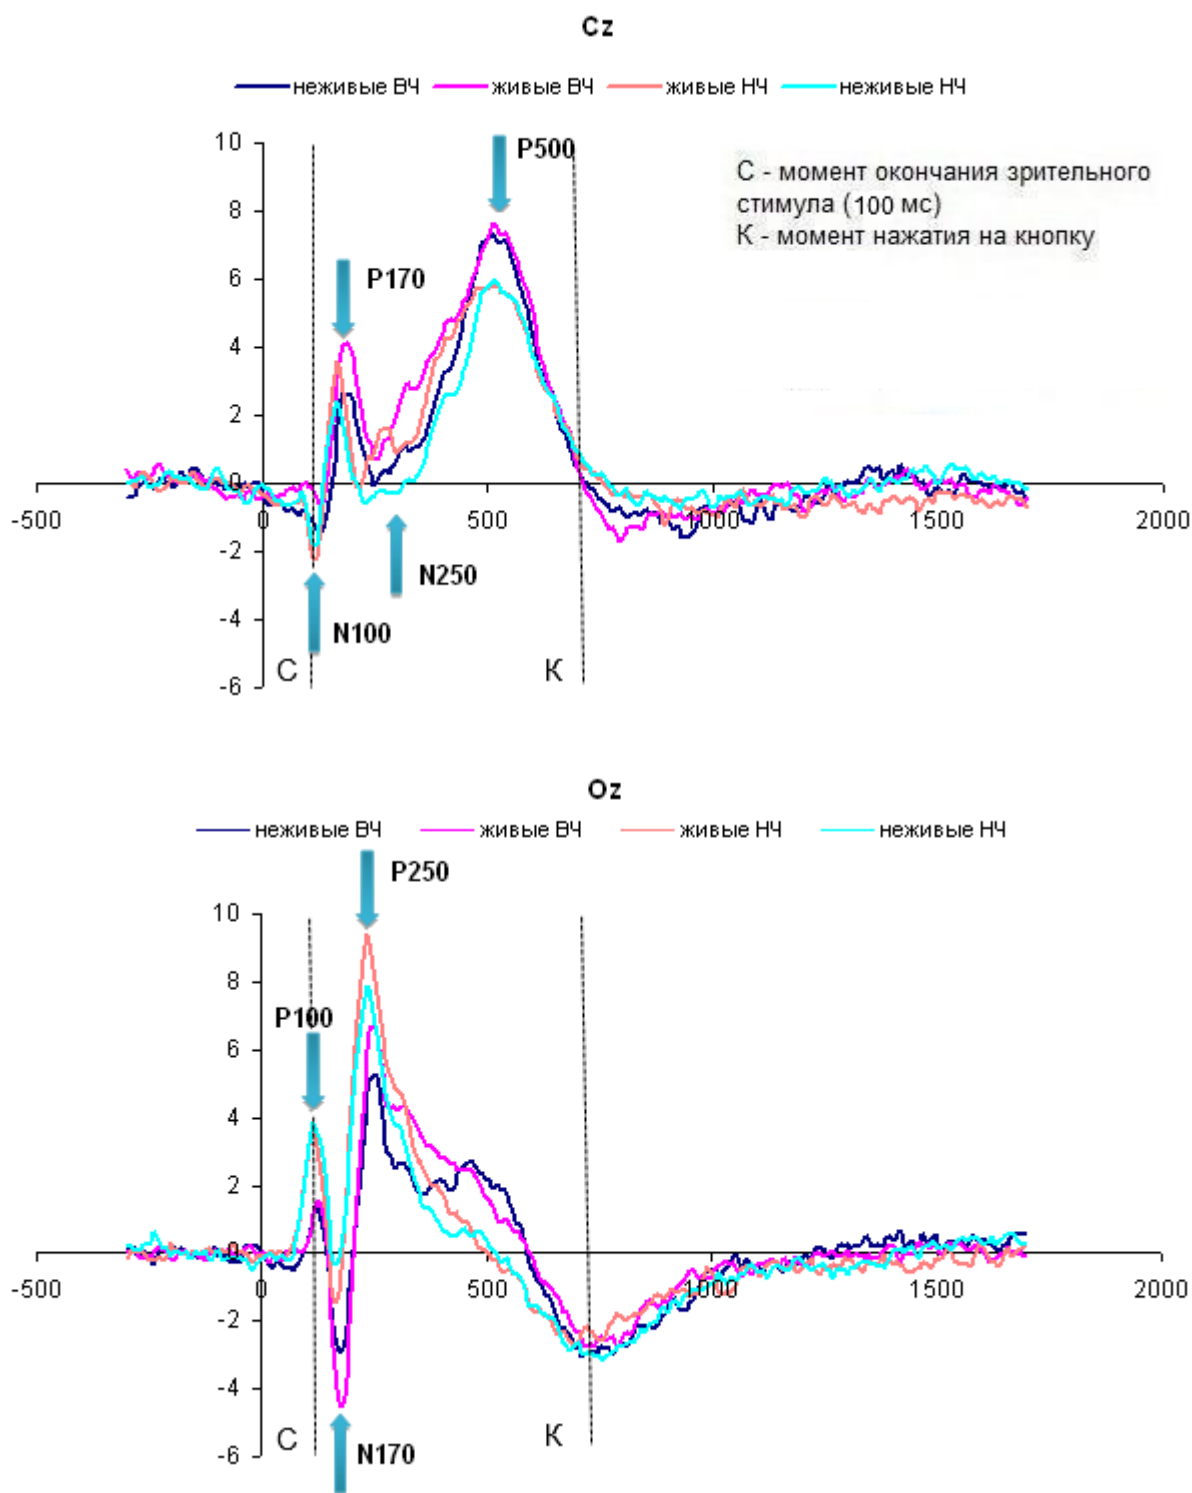 Cz
неживые ВЧ живые ВЧ живые НЧ неживые НЧ
10
P500
С - момент окончания зрительного
стимула (100 мс)
К - момент нажатия на кнопку
8
P170
6
4
2
0
-500 0 500 1000 1500 2000
-2
N250
N100
-4
С К
-6
Oz
неживые ВЧ живые ВЧ живые НЧ неживые НЧ
P250
10
8
P100
6
4
2
0
-500 0 500 1000 1500 2000
-2
-4
С К
-6
N170